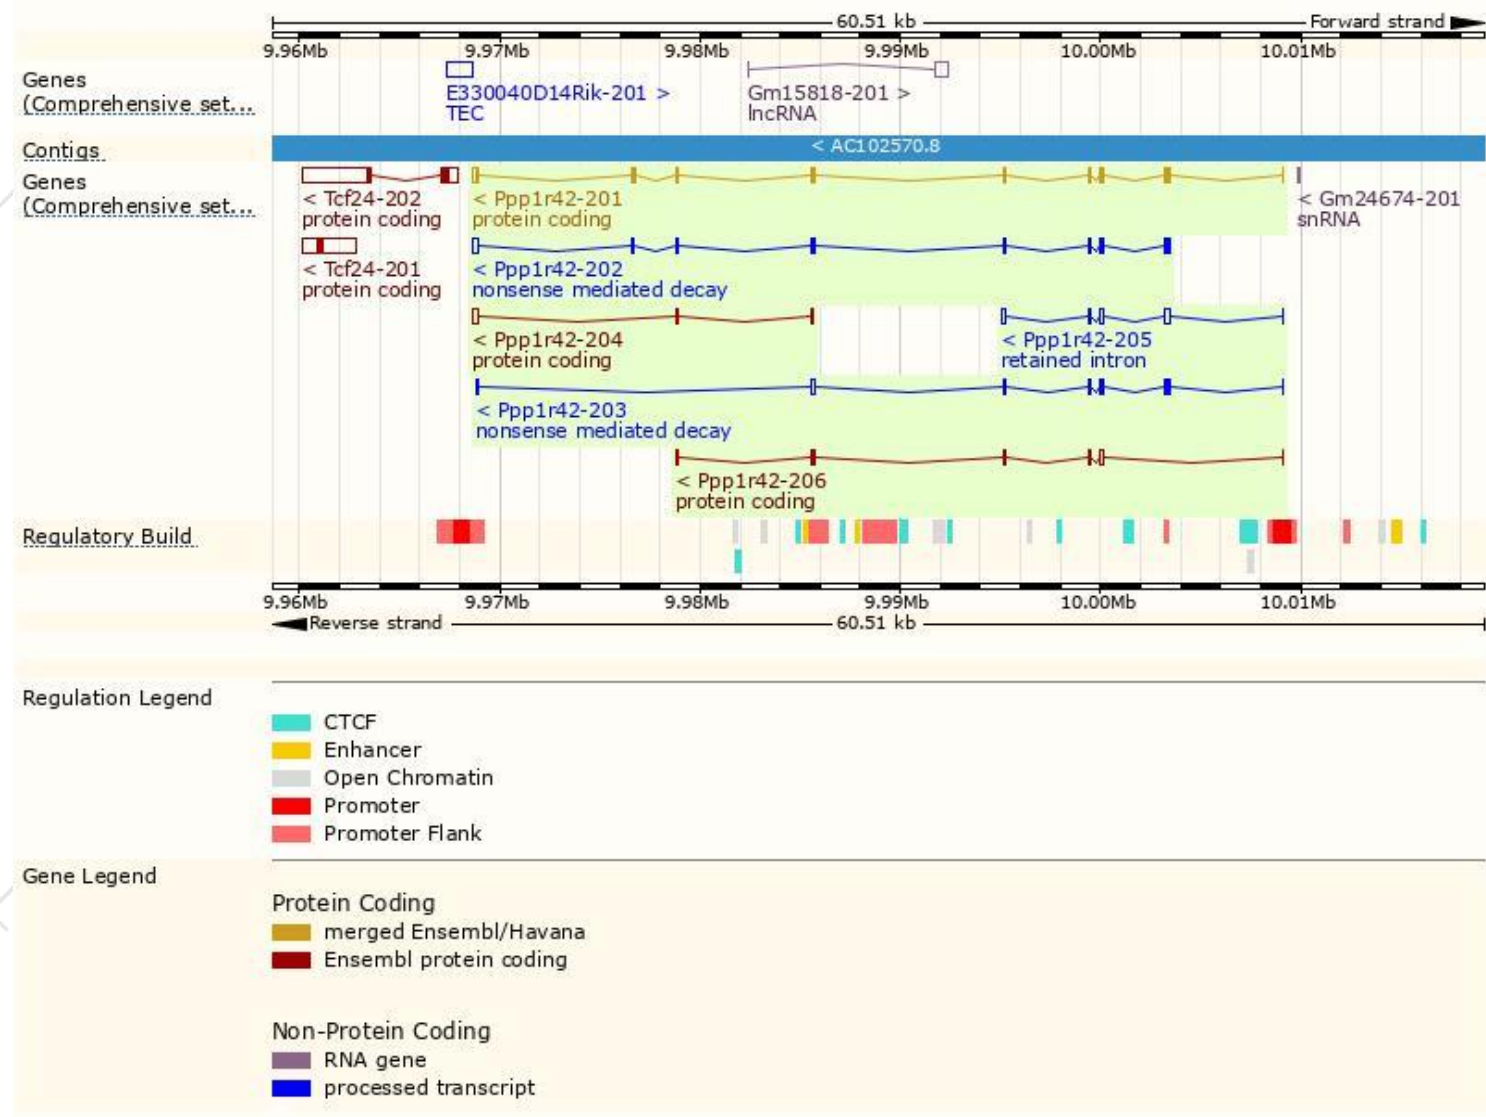 60.51 kb Forward strand
9.96Mb 9.97Mb 9.98Mb 9.99Mb 10.00Mb 10.01Mb
Genes
(Comprehensive set...
E330040D14Rik-201 > Gm15818-201 >
TEC lncRNA
Contigs < AC102570.8
Genes
(Comprehensive set...
< Tcf24-202 < Ppp1r42-201 < Gm24674-201
protein coding protein coding snRNA
< Tcf24-201 < Ppp1r42-202
protein coding nonsense mediated decay
< Ppp1r42-204 < Ppp1r42-205
protein coding retained intron
< Ppp1r42-203
nonsense mediated decay
< Ppp1r42-206
protein coding
Regulatory Build
9.96Mb 9.97Mb 9.98Mb 9.99Mb 10.00Mb 10.01Mb
Reverse strand 60.51 kb
Regulation Legend
CTCF
Enhancer
Open Chromatin
Promoter
Promoter Flank
Gene Legend
Protein Coding
merged Ensembl/Havana
Ensembl protein coding
Non-Protein Coding
RNA gene
processed transcript